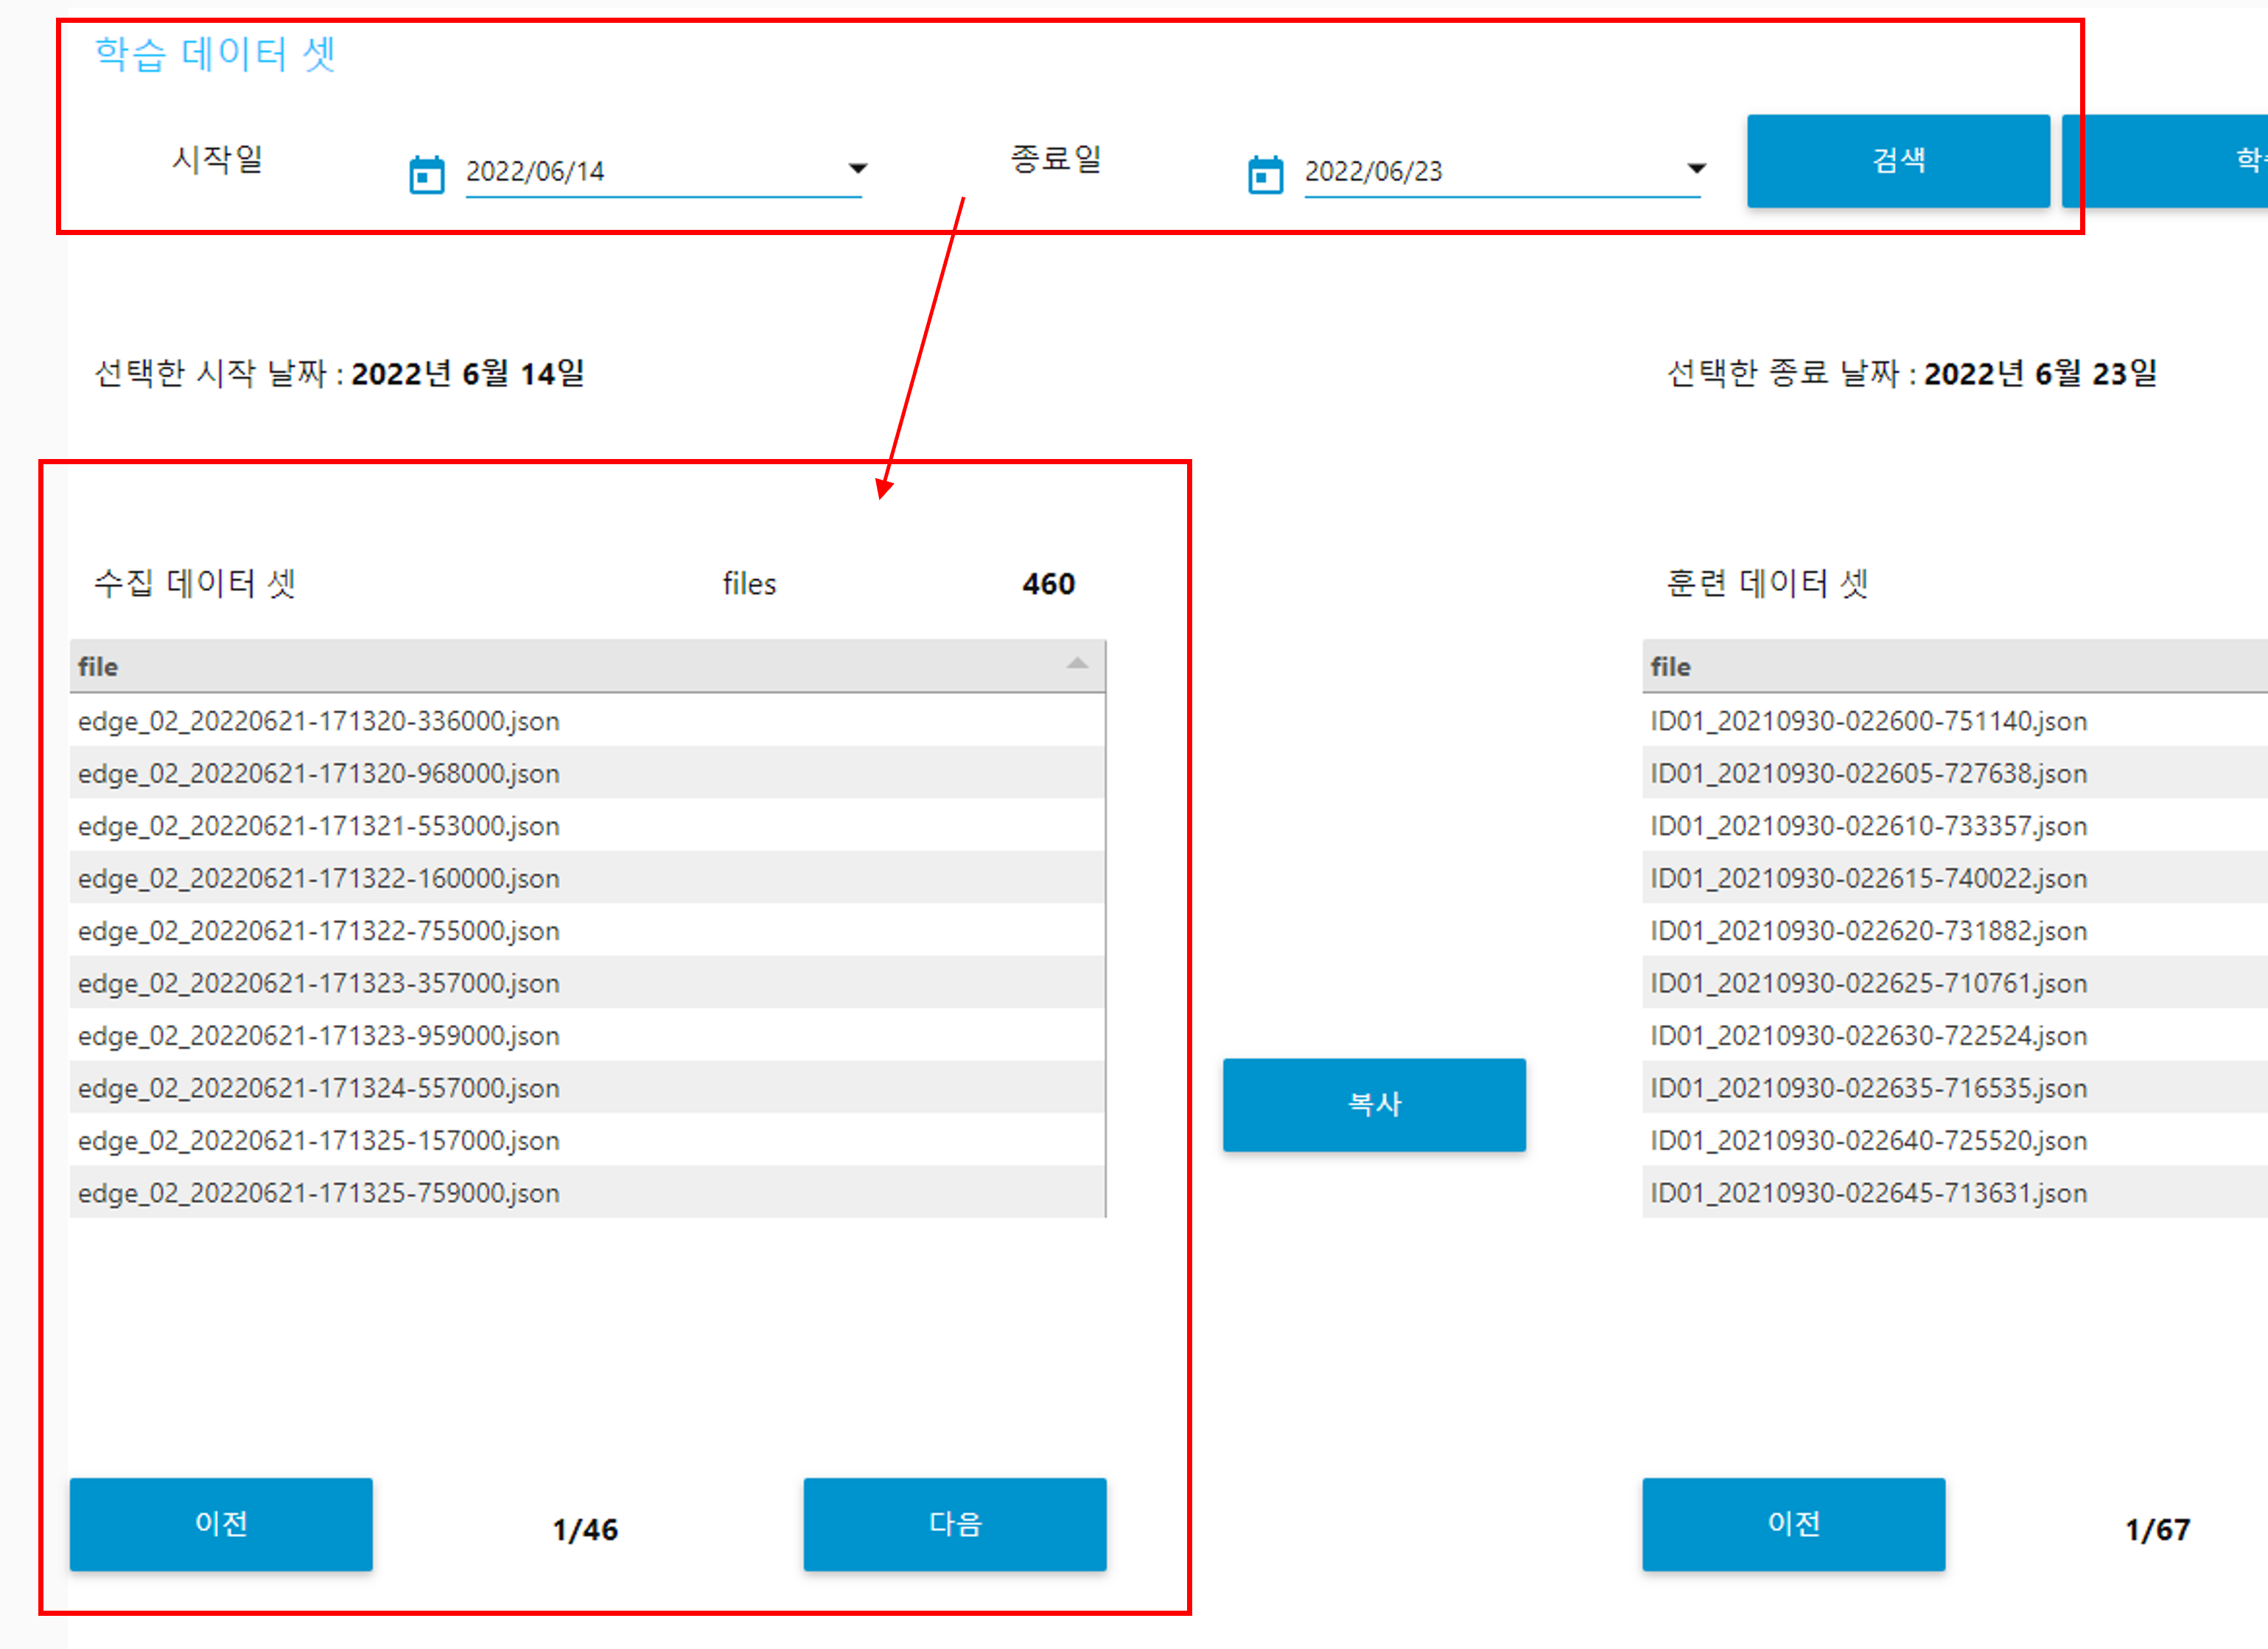 학습 데이터 셋
시작일 2022/06/14 종료일 2022/06/23 검색
선택한 시작 날짜 : 2022년 6월 14일 선택한 종료 날짜 : 2022년 6월 23일
수집 데이터 셋 files 460
file
edge_02_20220621-171320-336000.json
edge_02_20220621-171320-968000.json
edge_02_20220621-171321-553000.json
edge_02_20220621-171322-160000.json
edge_02_20220621-171322-755000.json
edge_02_20220621-171323-357000.json
edge_02_20220621-171323-959000.json
edge_02_20220621-171324-557000.json
edge_02_20220621-171325-157000.json
edge_02_20220621-171325-759000.json
이전 1/46 다음
복사
훈련 데이터 셋
file
ID01_20210930-022600-751140.json
ID01_20210930-022605-727638.json
ID01_20210930-022610-733357.json
ID01_20210930-022615-740022.json
ID01_20210930-022620-731882.json
ID01_20210930-022625-710761.json
ID01_20210930-022630-722524.json
ID01_20210930-022635-716535.json
ID01_20210930-022640-725520.json
ID01_20210930-022645-713631.json
이전 1/67